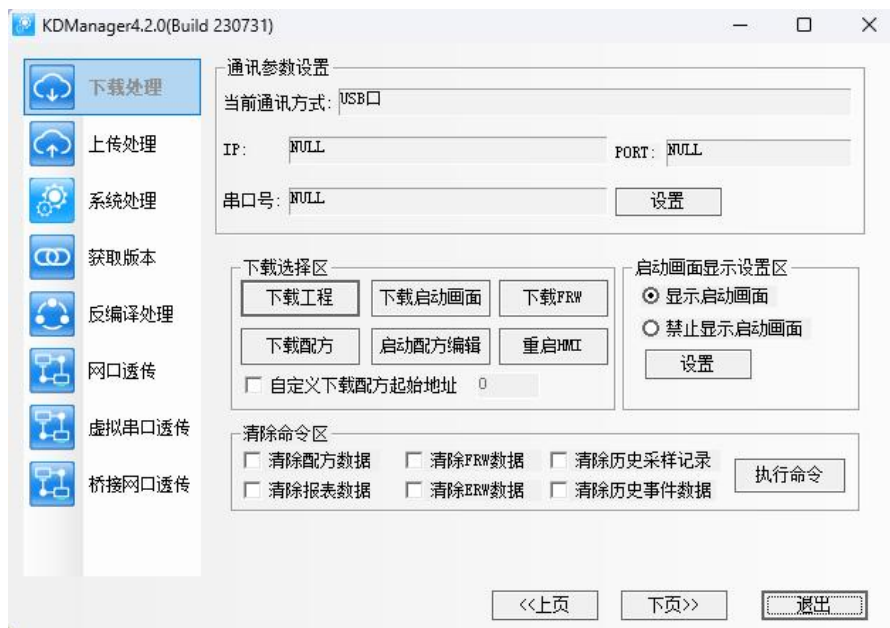 KDManager4.2.0(Build 230731)
下载处理
上传处理
系统处理
获取版本
反编译处理
网口透传
虚拟串口透传
桥接网口透传
通讯参数设置
当前通讯方式: USB口
IP: NULL PORT: NULL
串口号: NULL 设置
下载选择区
下载工程 下载启动画面 下载FRW
下载配方 启动配方编辑 重启HMI
自定义下载配方起始地址 0
启动画面显示设置区
显示启动画面
禁止显示启动画面
设置
清除命令区
清除配方数据 清除FRW数据 清除历史采样记录
清除报表数据 清除ERW数据 清除历史事件数据
执行命令
<<上页 下页>> 退出